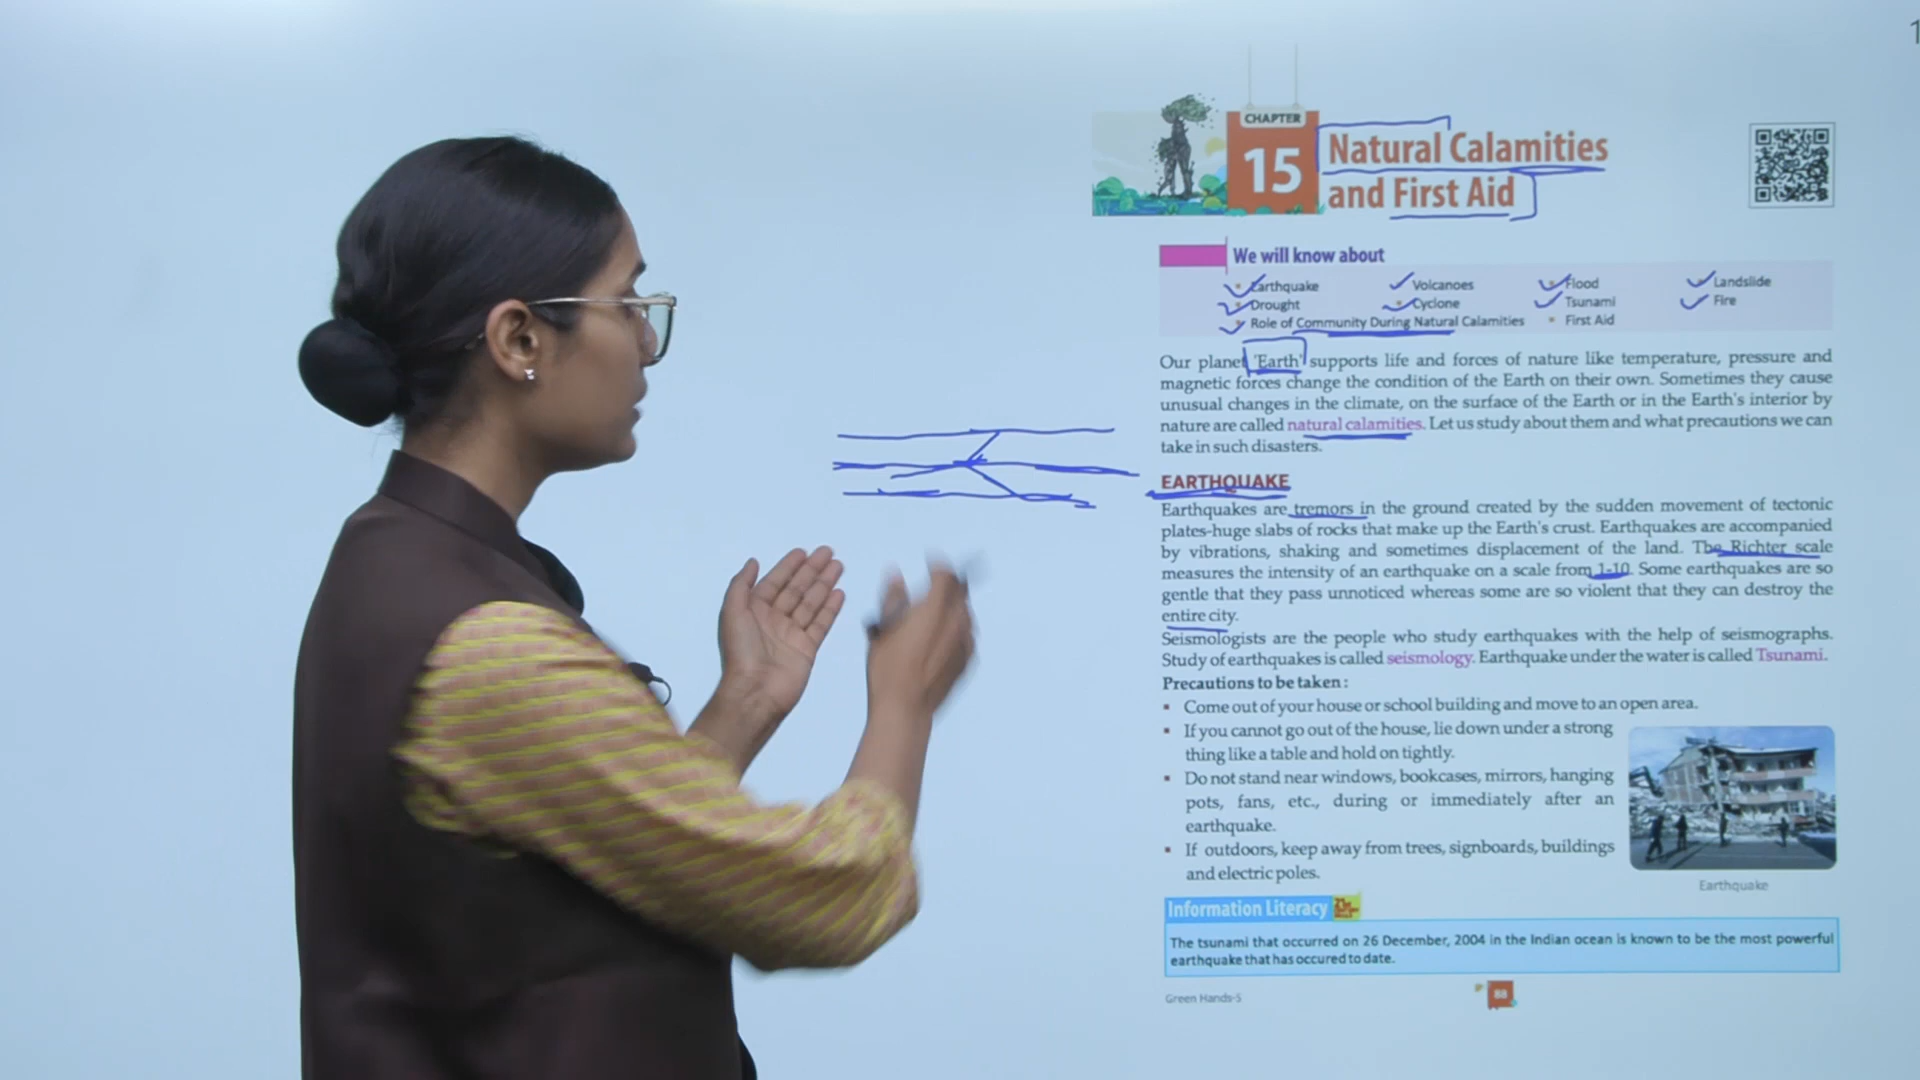 1
CHAPTER
15
Natural Calamities
and First Aid
We will know about
Earthquake Volcanoes Flood Landslide
Drought Cyclone Tsunami Fire
Role of Community During Natural Calamities First Aid
Our planet 'Earth' supports life and forces of nature like temperature, pressure and
magnetic forces change the condition of the Earth on their own. Sometimes they cause
unusual changes in the climate, on the surface of the Earth or in the Earth's interior by
nature are called natural calamities. Let us study about them and what precautions we can
take in such disasters.
EARTHQUAKE
Earthquakes are tremors in the ground created by the sudden movement of tectonic
plates-huge slabs of rocks that make up the Earth's crust. Earthquakes are accompanied
by vibrations, shaking and sometimes displacement of the land. The Richter scale
measures the intensity of an earthquake on a scale from 1-10. Some earthquakes are so
gentle that they pass unnoticed whereas some are so violent that they can destroy the
entire city.
Seismologists are the people who study earthquakes with the help of seismographs.
Study of earthquakes is called seismology. Earthquake under the water is called Tsunami.
Precautions to be taken :
▪ Come out of your house or school building and move to an open area.
▪ If you cannot go out of the house, lie down under a strong
thing like a table and hold on tightly.
▪ Do not stand near windows, bookcases, mirrors, hanging
pots, fans, etc., during or immediately after an
earthquake.
▪ If outdoors, keep away from trees, signboards, buildings
and electric poles.
Earthquake
Information Literacy
The tsunami that occurred on 26 December, 2004 in the Indian ocean is known to be the most powerful
earthquake that has occured to date.
Green Hands-5
88